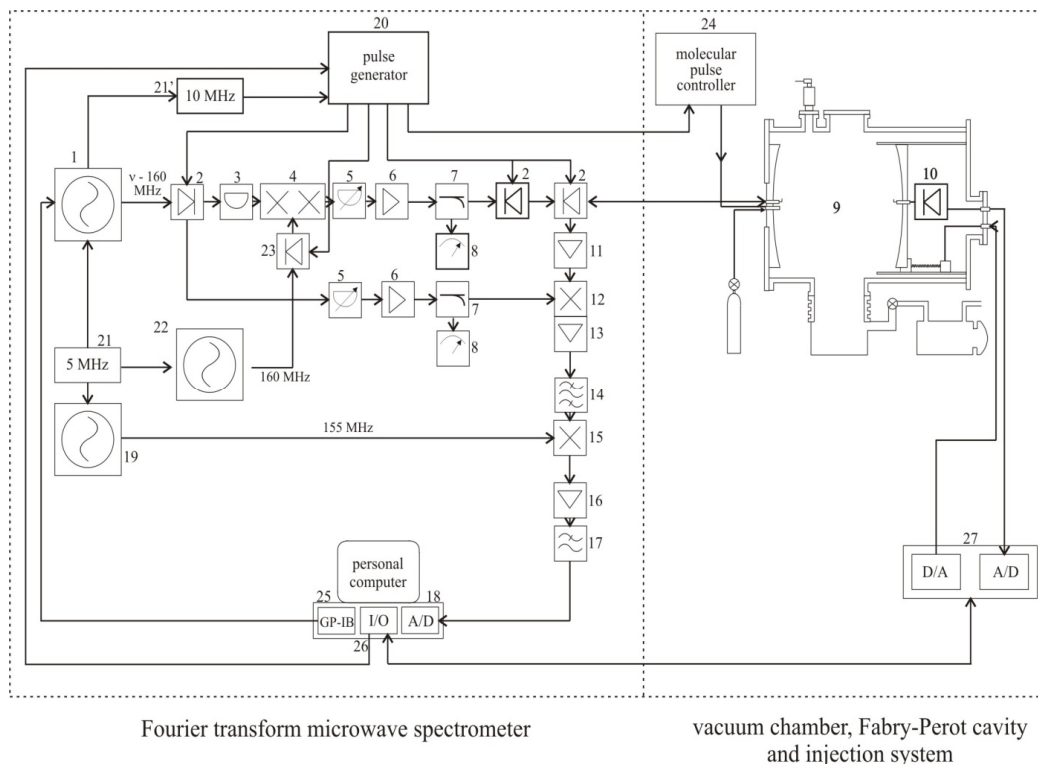 20
pulse
generator
24
molecular
pulse
controller
21'
10 MHz
1
ν - 160
MHz
2
3
4
5
6
7
2
2
10
9
23
8
11
5
6
7
12
8
13
22
21
5 MHz
160 MHz
14
155 MHz
15
19
16
17
personal
computer
25
18
GP-IB
I/O
A/D
26
27
D/A
A/D
Fourier transform microwave spectrometer
vacuum chamber, Fabry-Perot cavity
and injection system